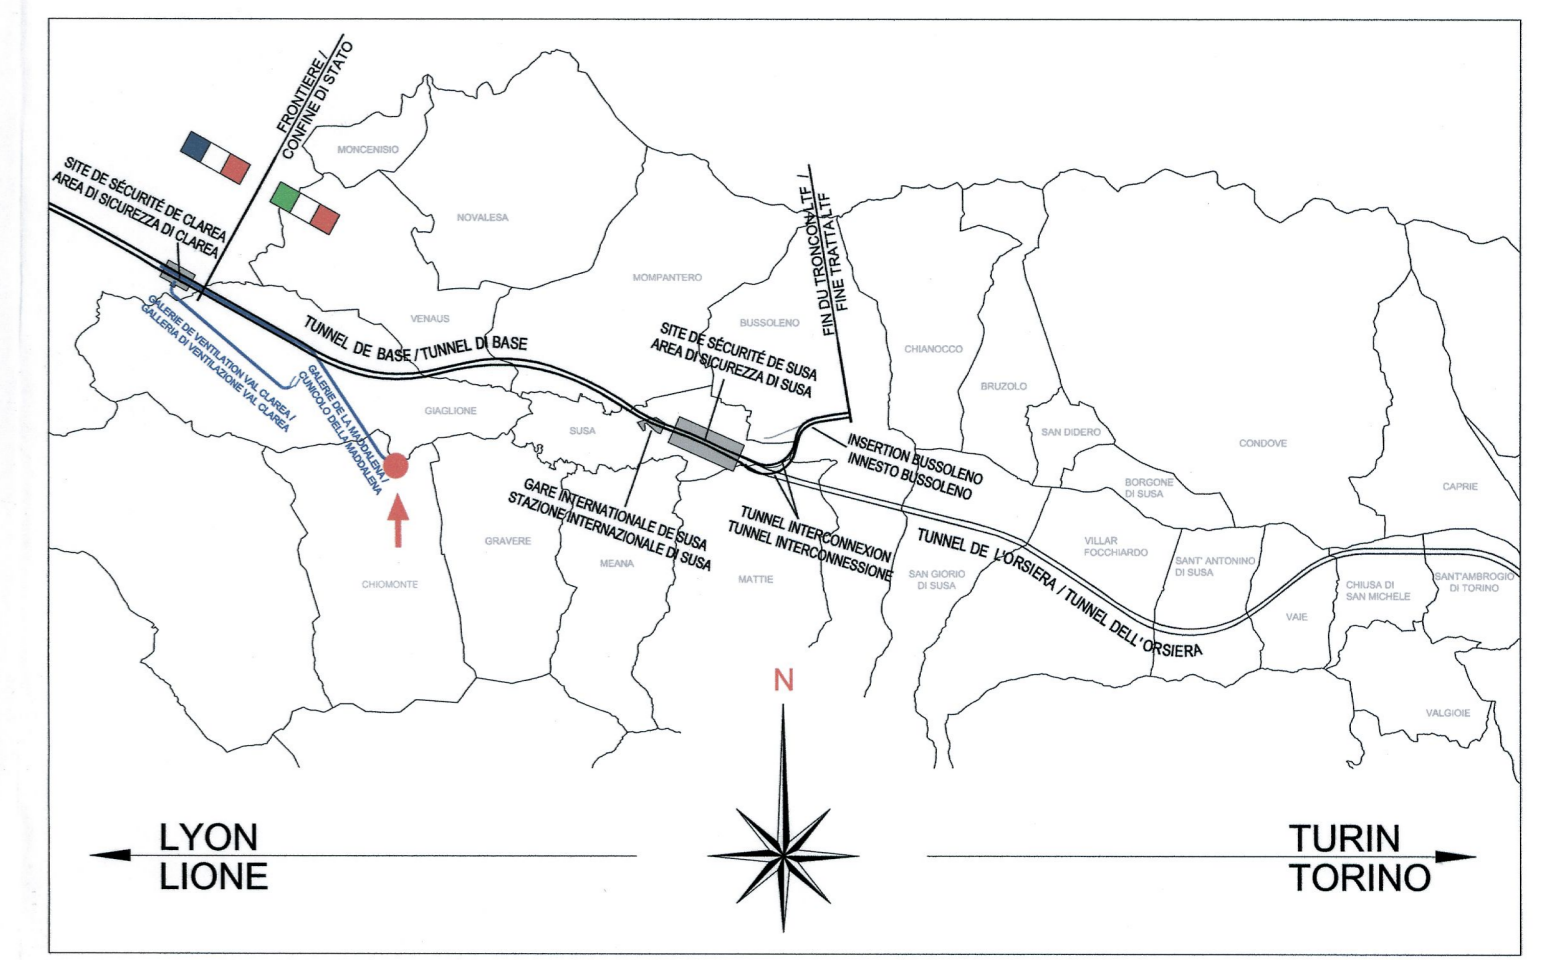 FRONTIERE /
CONFINE DI STATO
SITE DE SÉCURITÉ DE CLAREA
AREA DI SICUREZZA DI CLAREA
MONCENISIO
NOVALESA
MOMPANTERO
VENAUS
BUSSOLENO
FIN DU TRONCON LTF /
FINE TRATTA LTF
CHIANOCCO
BRUZOLO
SAN DIDERO
CONDOVE
BORGONE
DI SUSA
CAPRIE
TUNNEL DE BASE / TUNNEL DI BASE
GALERIE DE VENTILATION VAL CLAREA /
GALLERIA DI VENTILAZIONE VAL CLAREA
GALERIE DE LA MADDALENA /
CUNICOLO DELLA MADDALENA
GIAGLIONE
SUSA
SITE DE SÉCURITÉ DE SUSA
AREA DI SICUREZZA DI SUSA
INSERTION BUSSOLENO
INNESTO BUSSOLENO
GARE INTERNATIONALE DE SUSA
STAZIONE INTERNAZIONALE DI SUSA
TUNNEL INTERCONNEXION
TUNNEL INTERCONNESSIONE
TUNNEL DE L'ORSIERA / TUNNEL DELL'ORSIERA
CHIOMONTE
GRAVERE
MEANA
MATTIE
SAN GIORIO
DI SUSA
VILLAR
FOCCHIARDO
SANT' ANTONINO
DI SUSA
VAIE
CHIUSA DI
SAN MICHELE
SANT'AMBROGIO
DI TORINO
VALGIOIE
N
LYON
LIONE
TURIN
TORINO